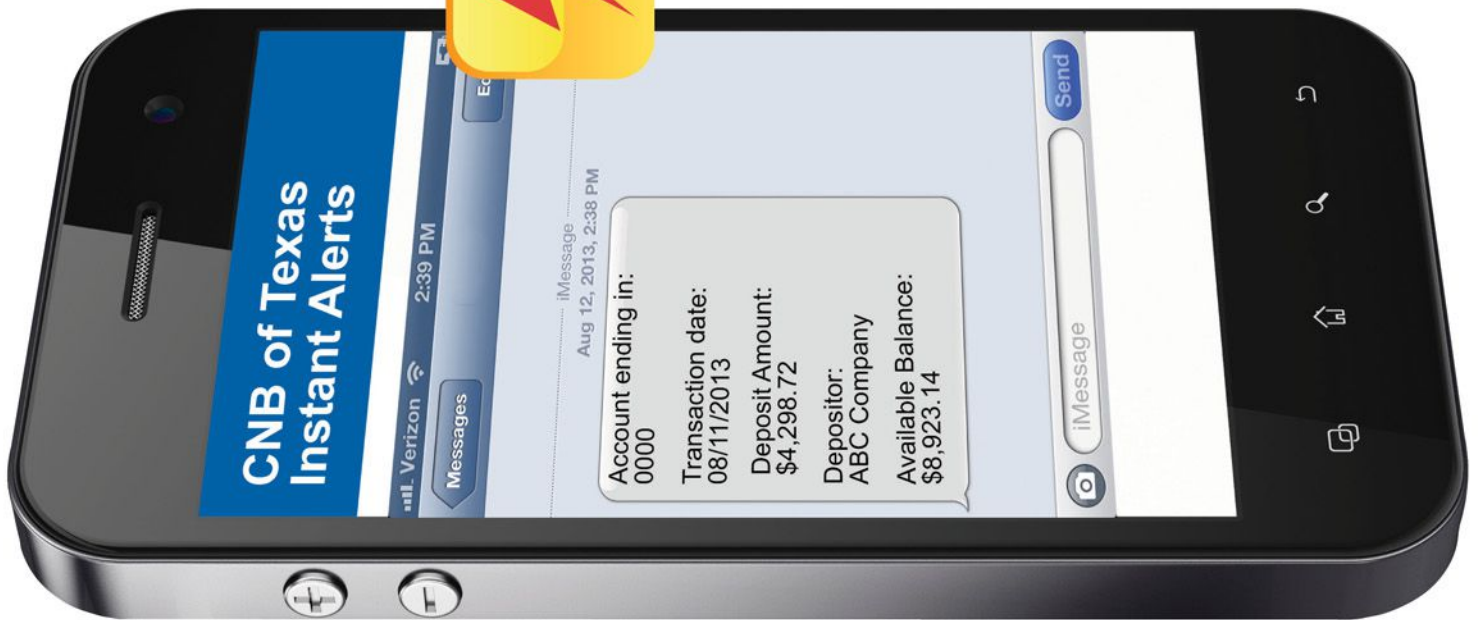 CNB of Texas
Instant Alerts
Verizon 2:39 PM
Messages
iMessage
Aug 12, 2013, 2:38 PM
Account ending in:
0000
Transaction date:
08/11/2013
Deposit Amount:
$4,298.72
Depositor:
ABC Company
Available Balance:
$8,923.14
iMessage Send